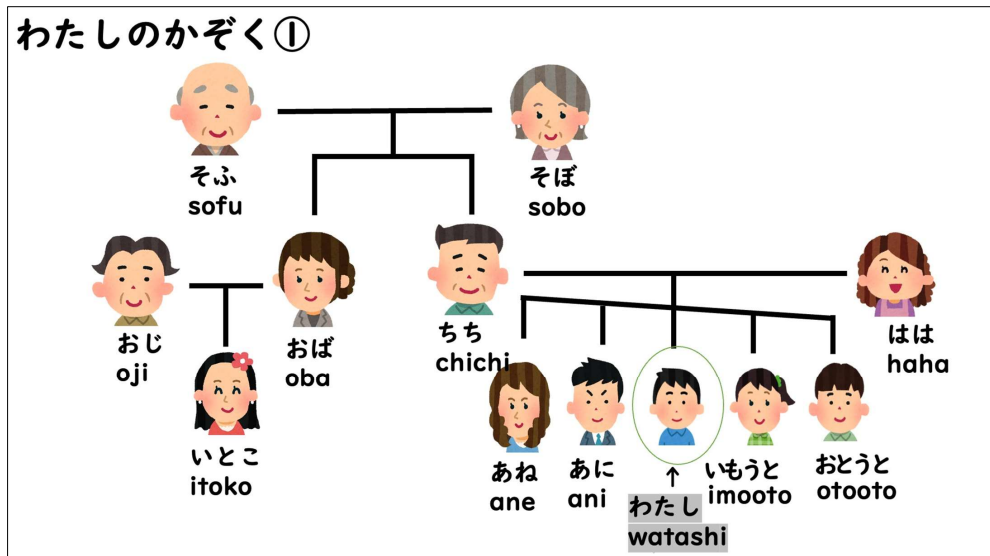 わたしのかぞく①
そふ
sofu
そぼ
sobo
おじ
oji
おば
oba
ちち
chichi
はは
haha
いとこ
itoko
あね
ane
あに
ani
わたし
watashi
いもうと
imooto
おとうと
otooto